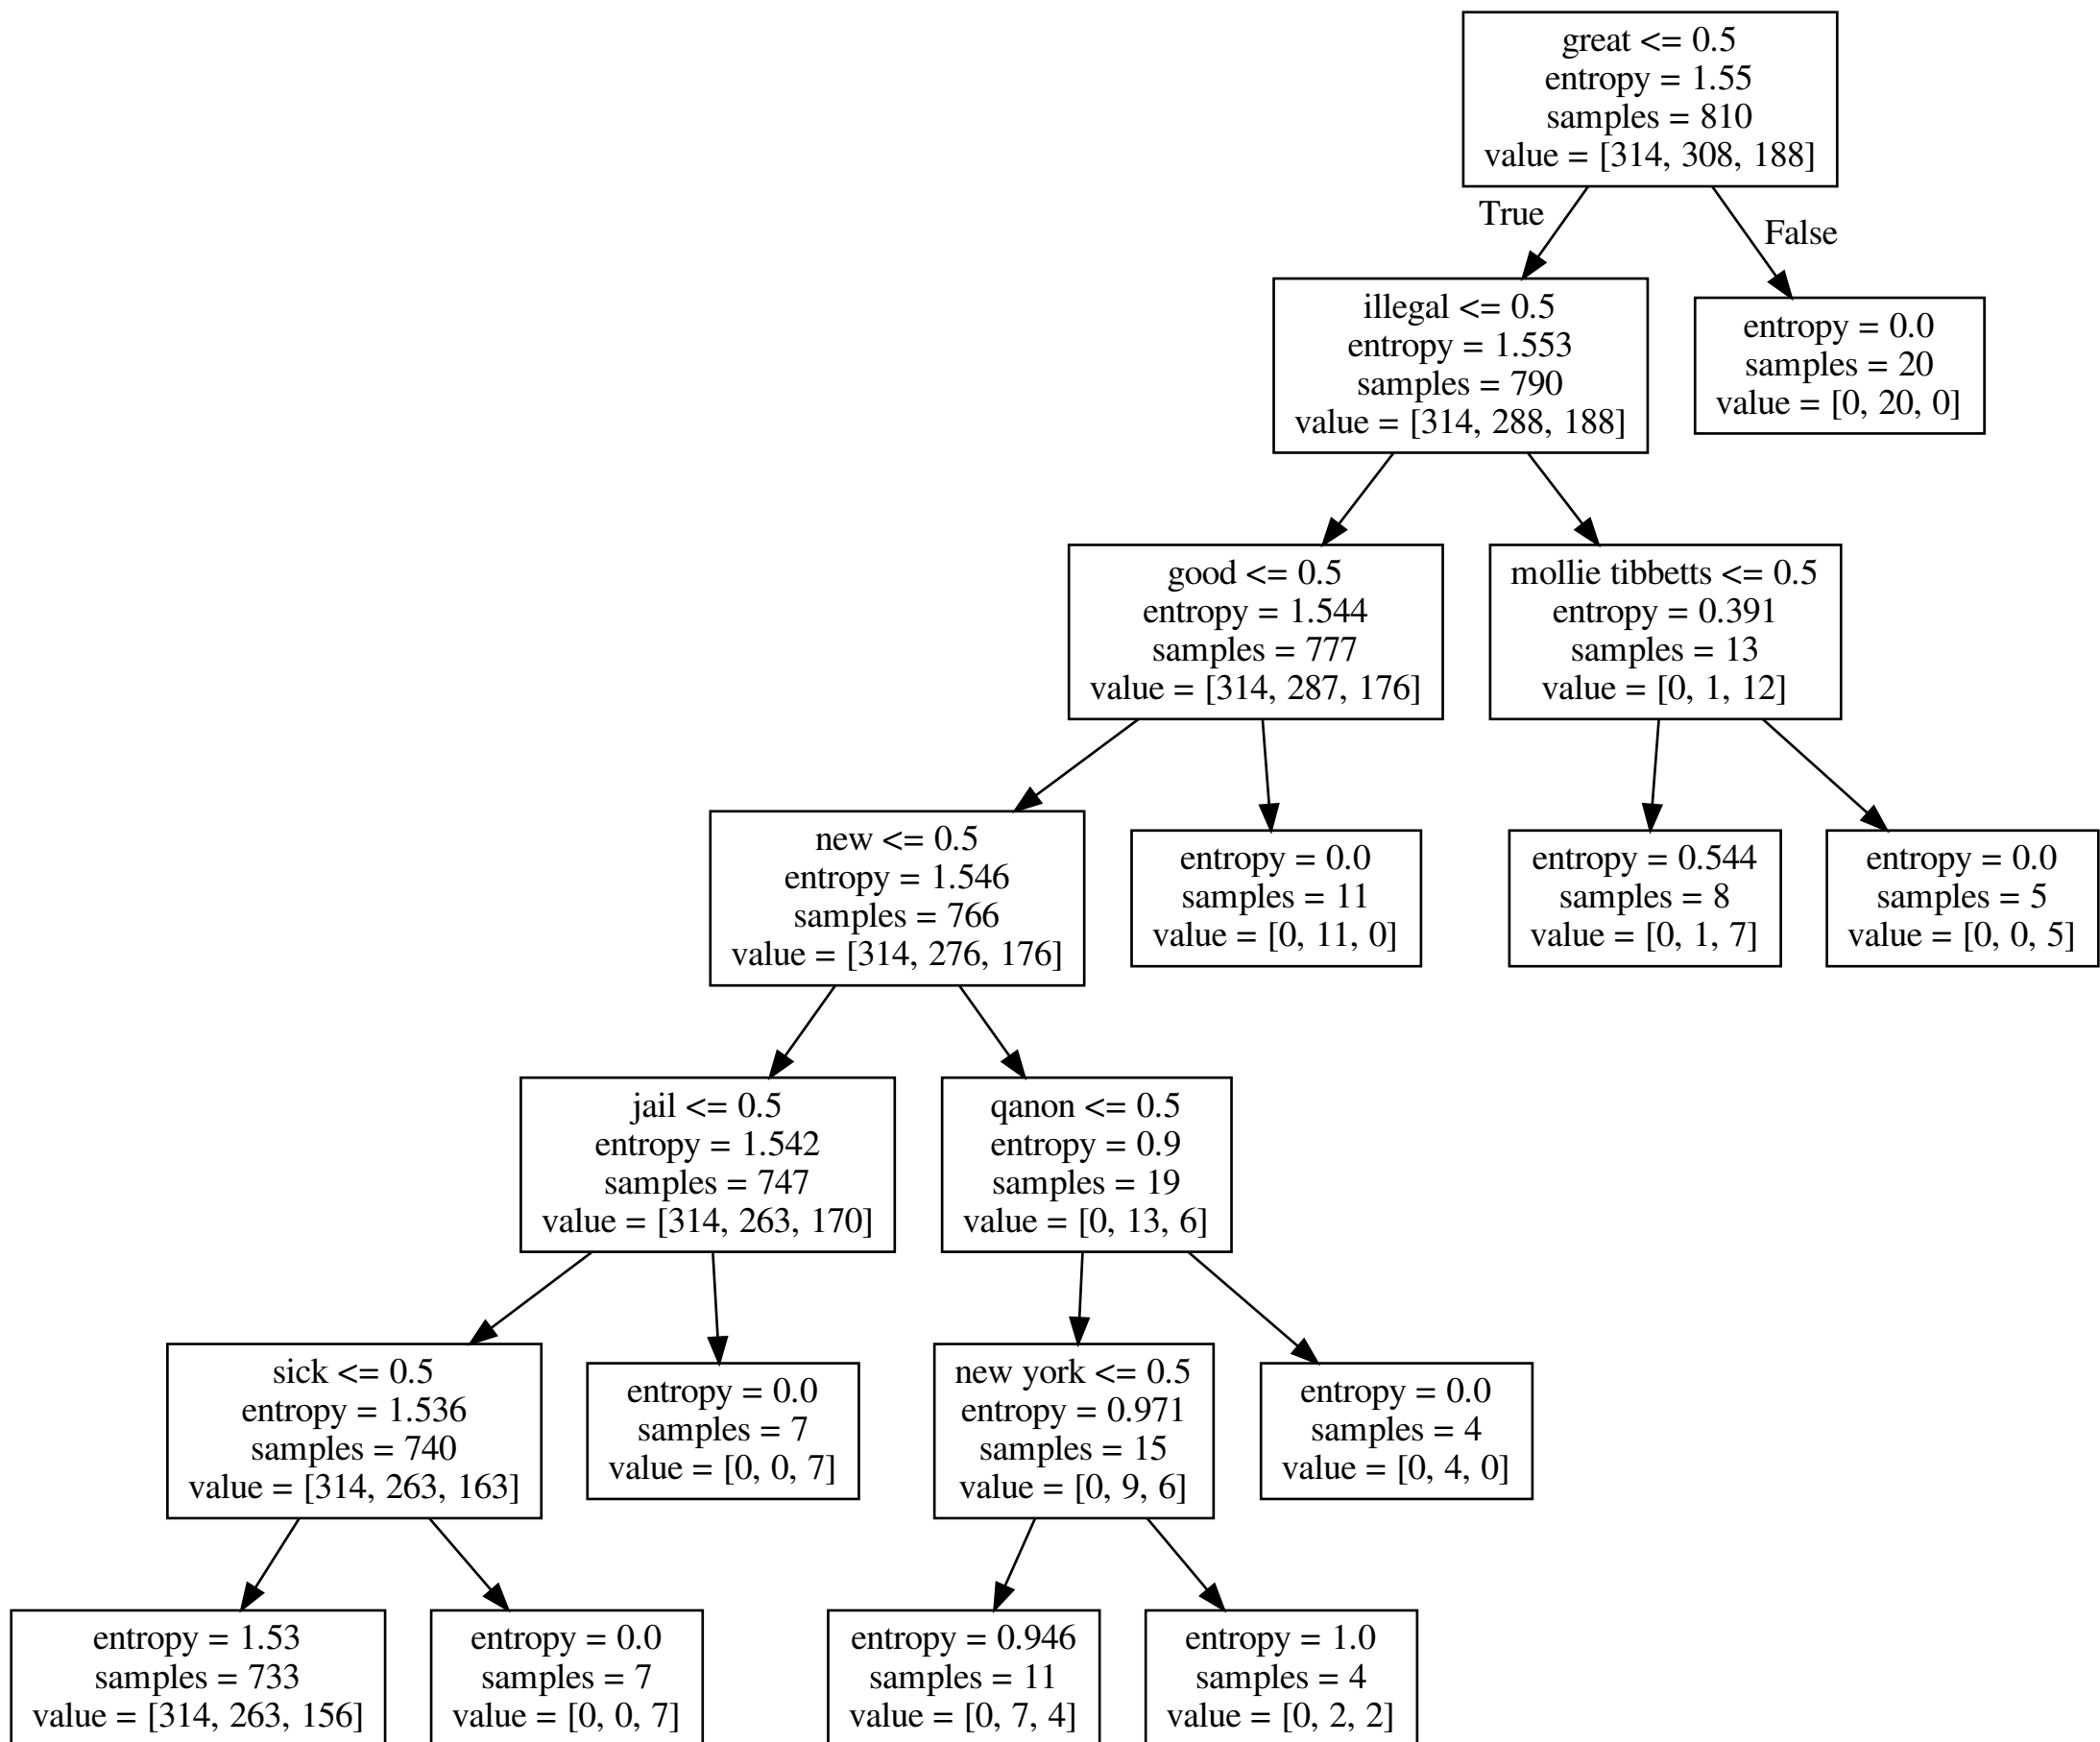 great <= 0.5
entropy = 1.55
samples = 810
value = [314, 308, 188]
True
False
illegal <= 0.5
entropy = 1.553
samples = 790
value = [314, 288, 188]
entropy = 0.0
samples = 20
value = [0, 20, 0]
good <= 0.5
entropy = 1.544
samples = 777
value = [314, 287, 176]
mollie tibbetts <= 0.5
entropy = 0.391
samples = 13
value = [0, 1, 12]
new <= 0.5
entropy = 1.546
samples = 766
value = [314, 276, 176]
entropy = 0.0
samples = 11
value = [0, 11, 0]
entropy = 0.544
samples = 8
value = [0, 1, 7]
entropy = 0.0
samples = 5
value = [0, 0, 5]
jail <= 0.5
entropy = 1.542
samples = 747
value = [314, 263, 170]
qanon <= 0.5
entropy = 0.9
samples = 19
value = [0, 13, 6]
sick <= 0.5
entropy = 1.536
samples = 740
value = [314, 263, 163]
entropy = 0.0
samples = 7
value = [0, 0, 7]
new york <= 0.5
entropy = 0.971
samples = 15
value = [0, 9, 6]
entropy = 0.0
samples = 4
value = [0, 4, 0]
entropy = 1.53
samples = 733
value = [314, 263, 156]
entropy = 0.0
samples = 7
value = [0, 0, 7]
entropy = 0.946
samples = 11
value = [0, 7, 4]
entropy = 1.0
samples = 4
value = [0, 2, 2]